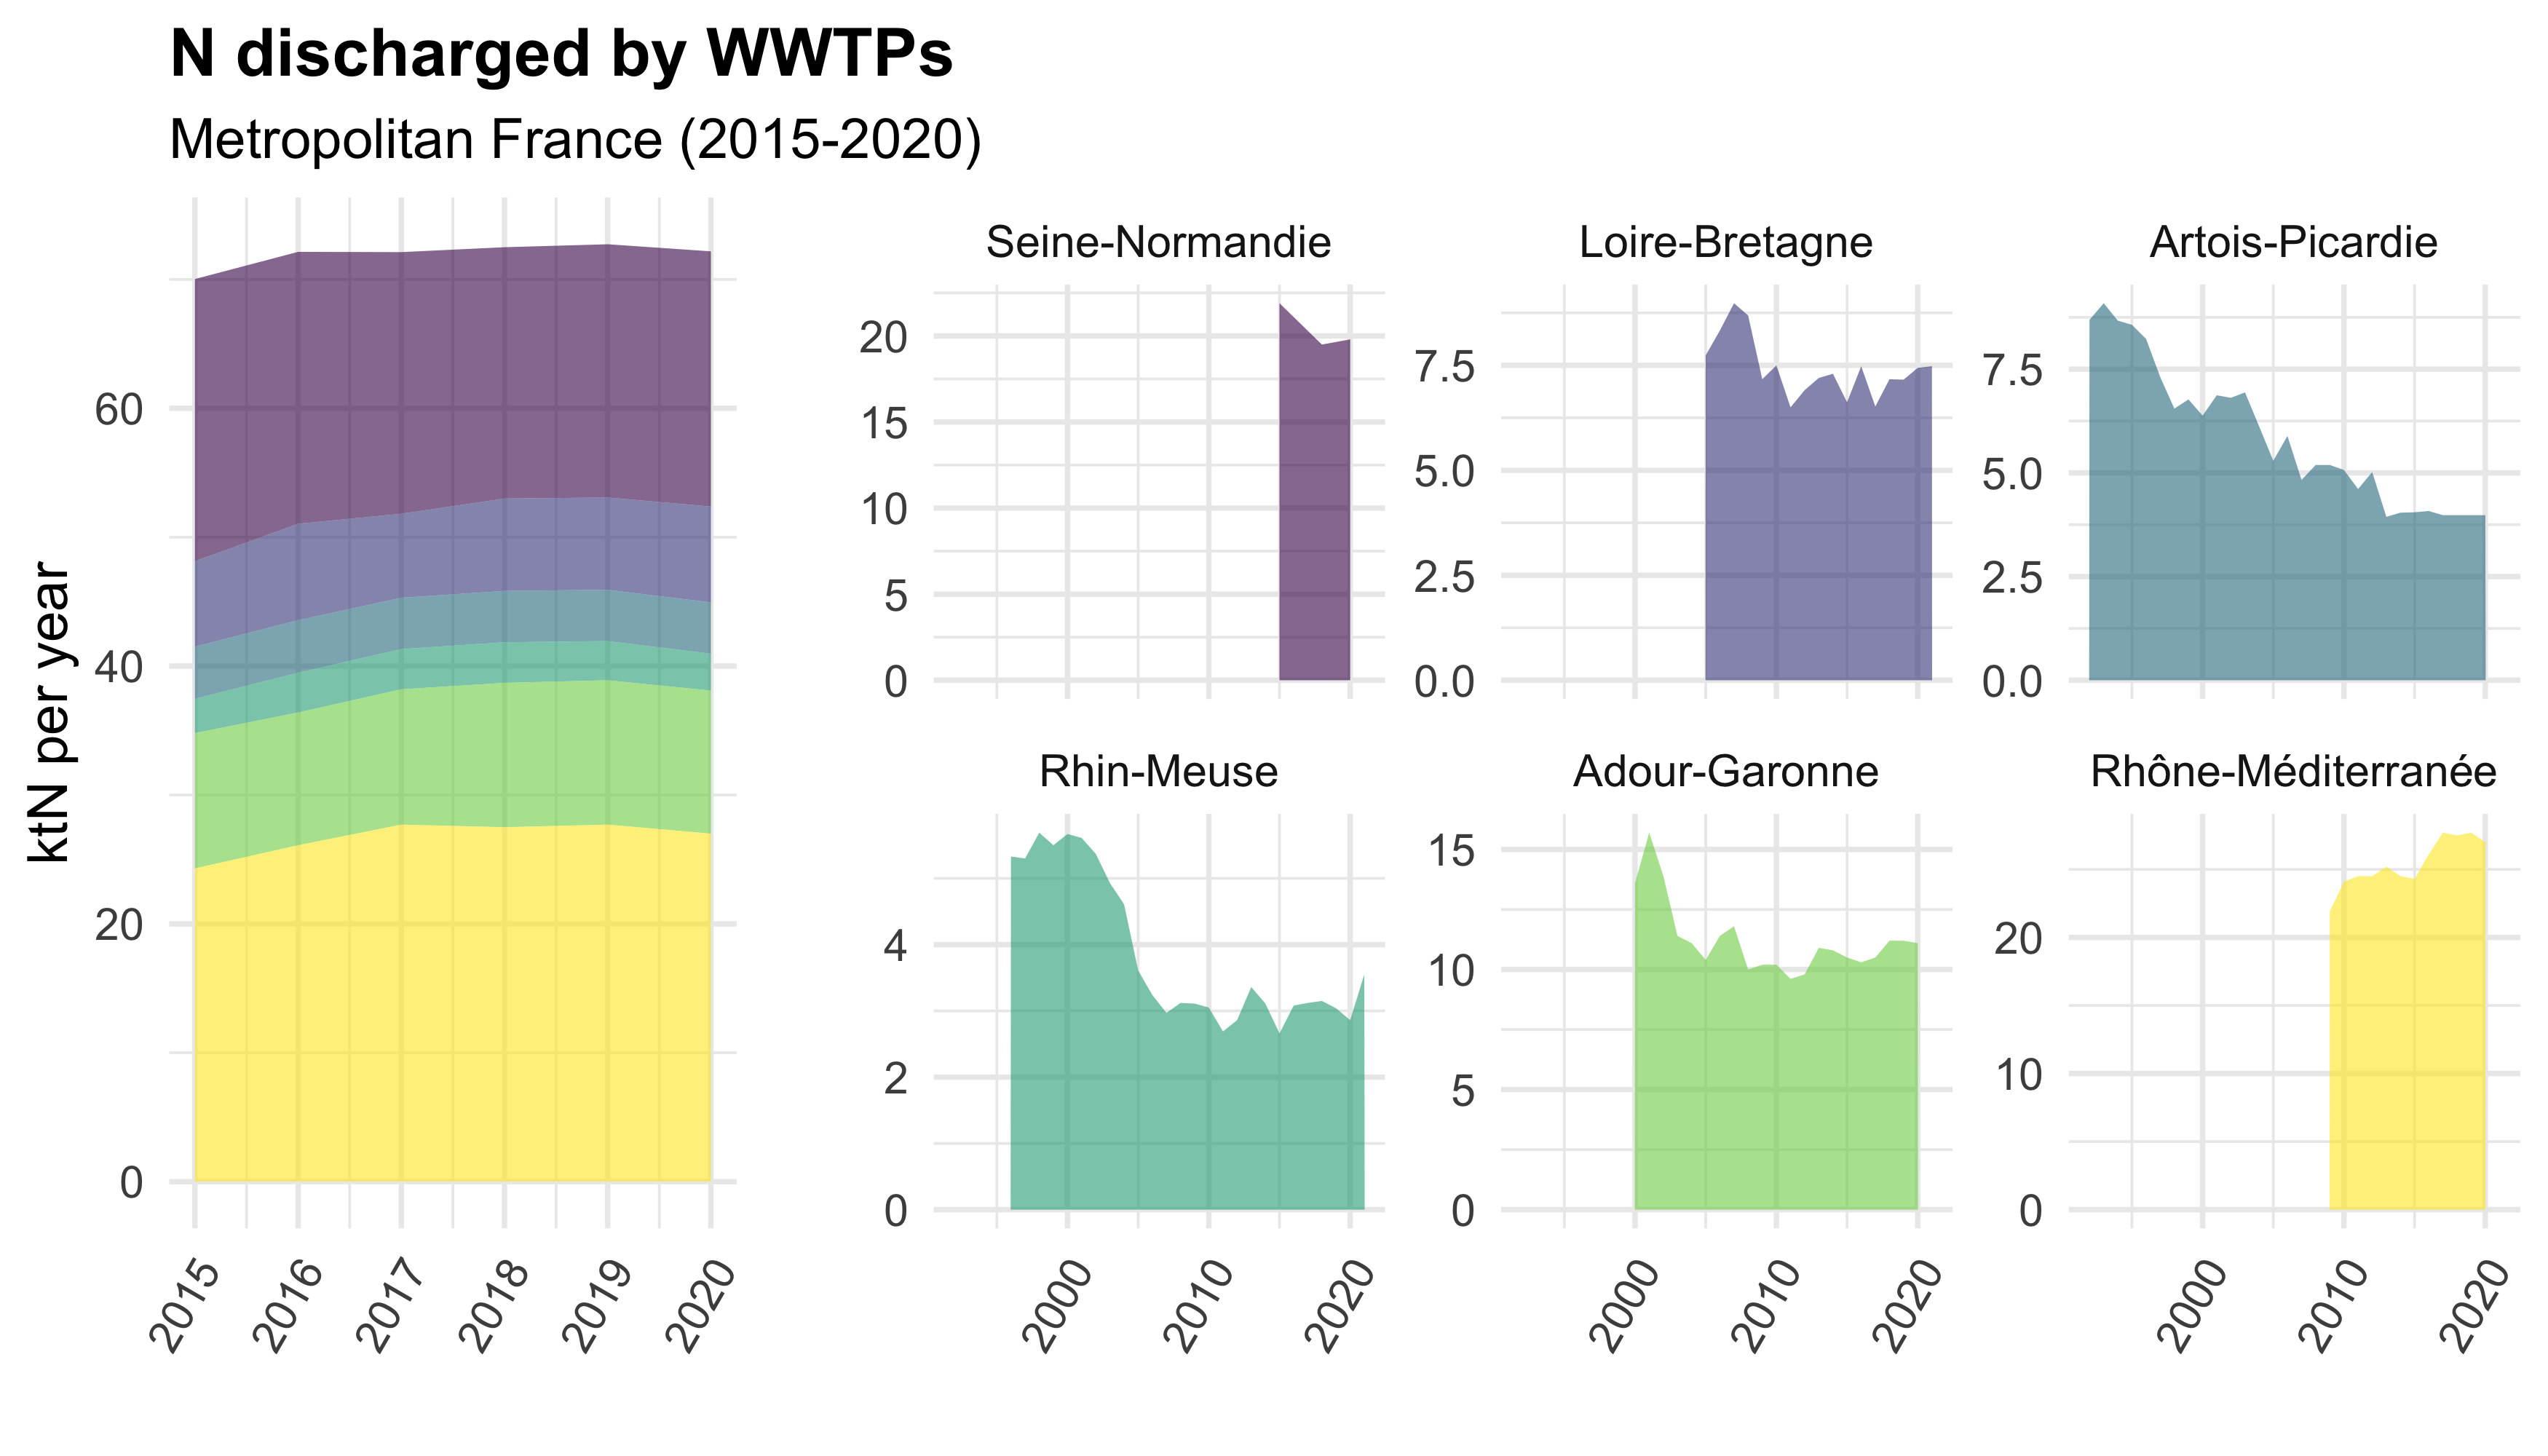 N discharged by WWTPs
Metropolitan France (2015-2020)
ktN per year
60
40
20
0
2015 2016 2017 2018 2019 2020
Seine-Normandie
20
15
10
5
0
Loire-Bretagne
7.5
5.0
2.5
0.0
Artois-Picardie
7.5
5.0
2.5
0.0
Rhin-Meuse
4
2
0
2000 2010 2020
Adour-Garonne
15
10
5
0
2000 2010 2020
Rhône-Méditerranée
20
10
0
2000 2010 2020